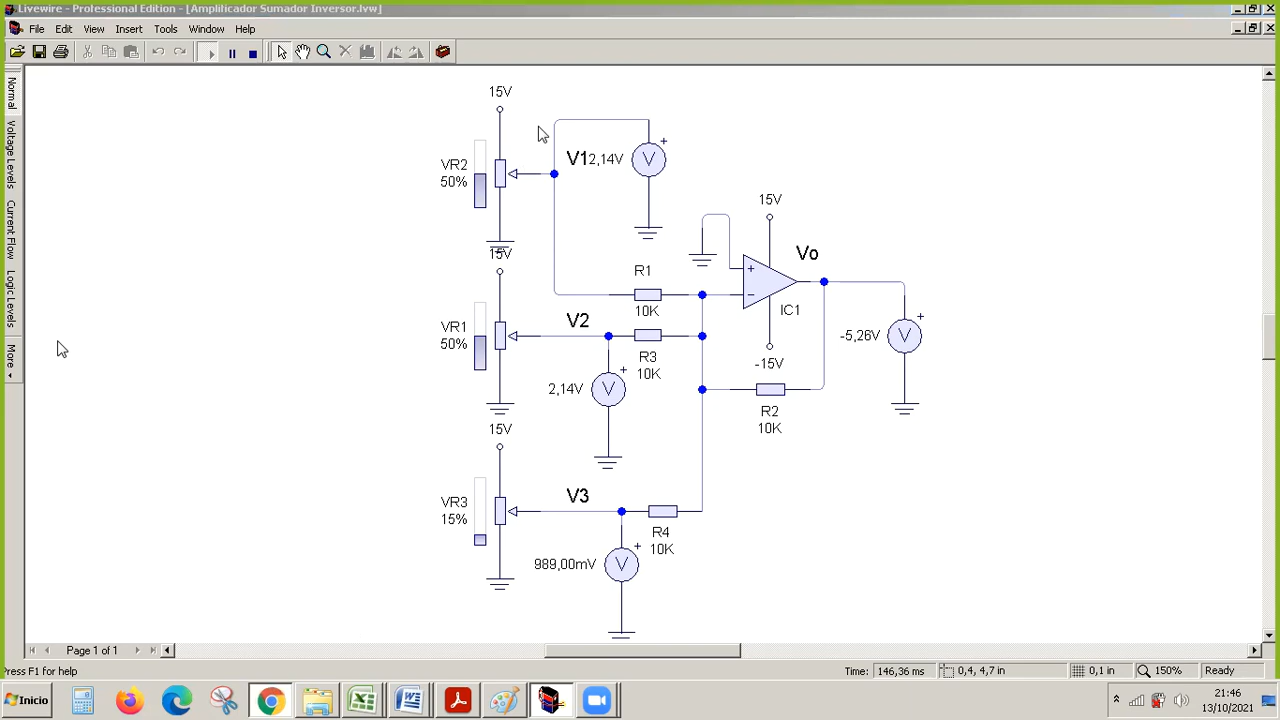 Livewire - Professional Edition - [Amplificador Sumador Inversor.lvw]
File Edit View Insert Tools Window Help
Normal
Voltage Levels
Current Flow
Logic Levels
More
15V
VR2
50%
V1 2,14V
V
+
15V
VR1
50%
V2
R1
10K
R3
10K
2,14V
V
+
15V
+
−
IC1
-15V
Vo
R2
10K
-5,26V
V
+
15V
VR3
15%
V3
R4
10K
989,00mV
V
+
Page 1 of 1
Press F1 for help
Time: 146,36 ms
0,4, 4,7 in
0,1 in
150%
Ready
Inicio
21:46
13/10/2021